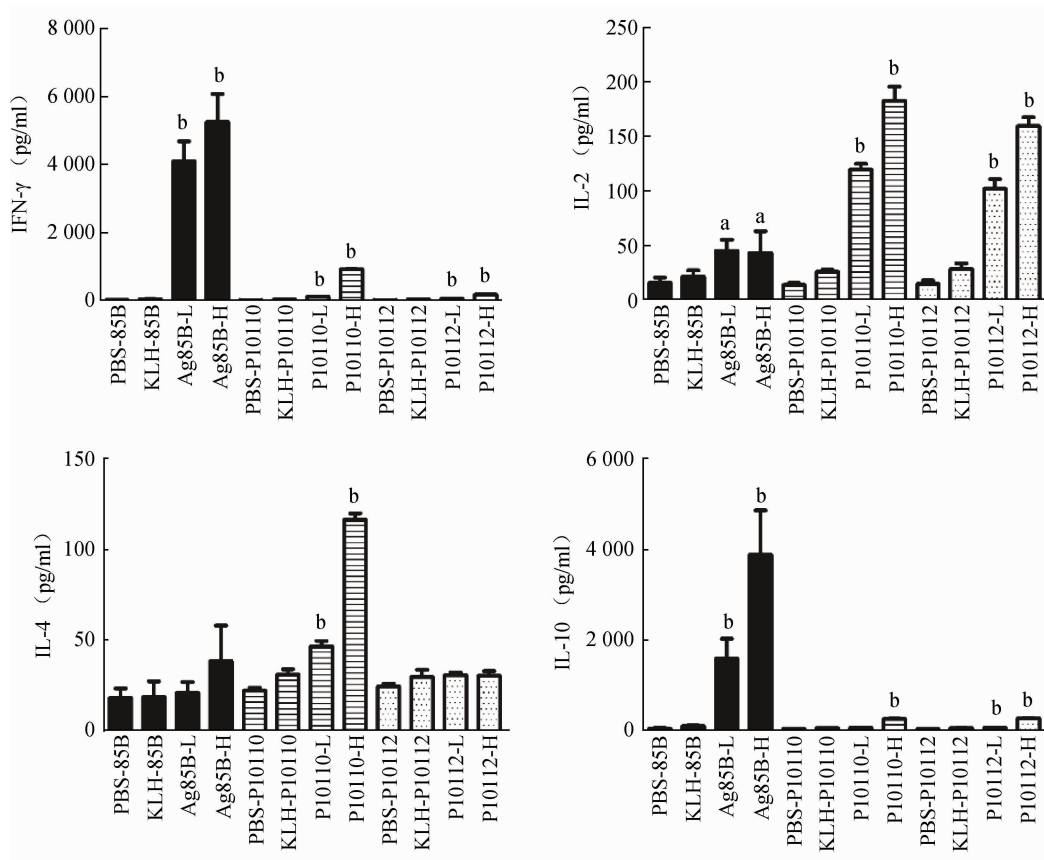 8 000
6 000
4 000
2 000
0
IFN-γ（pg/ml）
b
b
b
b
b
b
PBS-85B
KLH-85B
Ag85B-L
Ag85B-H
PBS-P10110
KLH-P10110
P10110-L
P10110-H
PBS-P10112
KLH-P10112
P10112-L
P10112-H
250
200
150
100
50
0
IL-2（pg/ml）
a
a
b
b
b
b
PBS-85B
KLH-85B
Ag85B-L
Ag85B-H
PBS-P10110
KLH-P10110
P10110-L
P10110-H
PBS-P10112
KLH-P10112
P10112-L
P10112-H
150
100
50
0
IL-4（pg/ml）
b
b
PBS-85B
KLH-85B
Ag85B-L
Ag85B-H
PBS-P10110
KLH-P10110
P10110-L
P10110-H
PBS-P10112
KLH-P10112
P10112-L
P10112-H
6 000
4 000
2 000
0
IL-10（pg/ml）
b
b
b
b
b
PBS-85B
KLH-85B
Ag85B-L
Ag85B-H
PBS-P10110
KLH-P10110
P10110-L
P10110-H
PBS-P10112
KLH-P10112
P10112-L
P10112-H